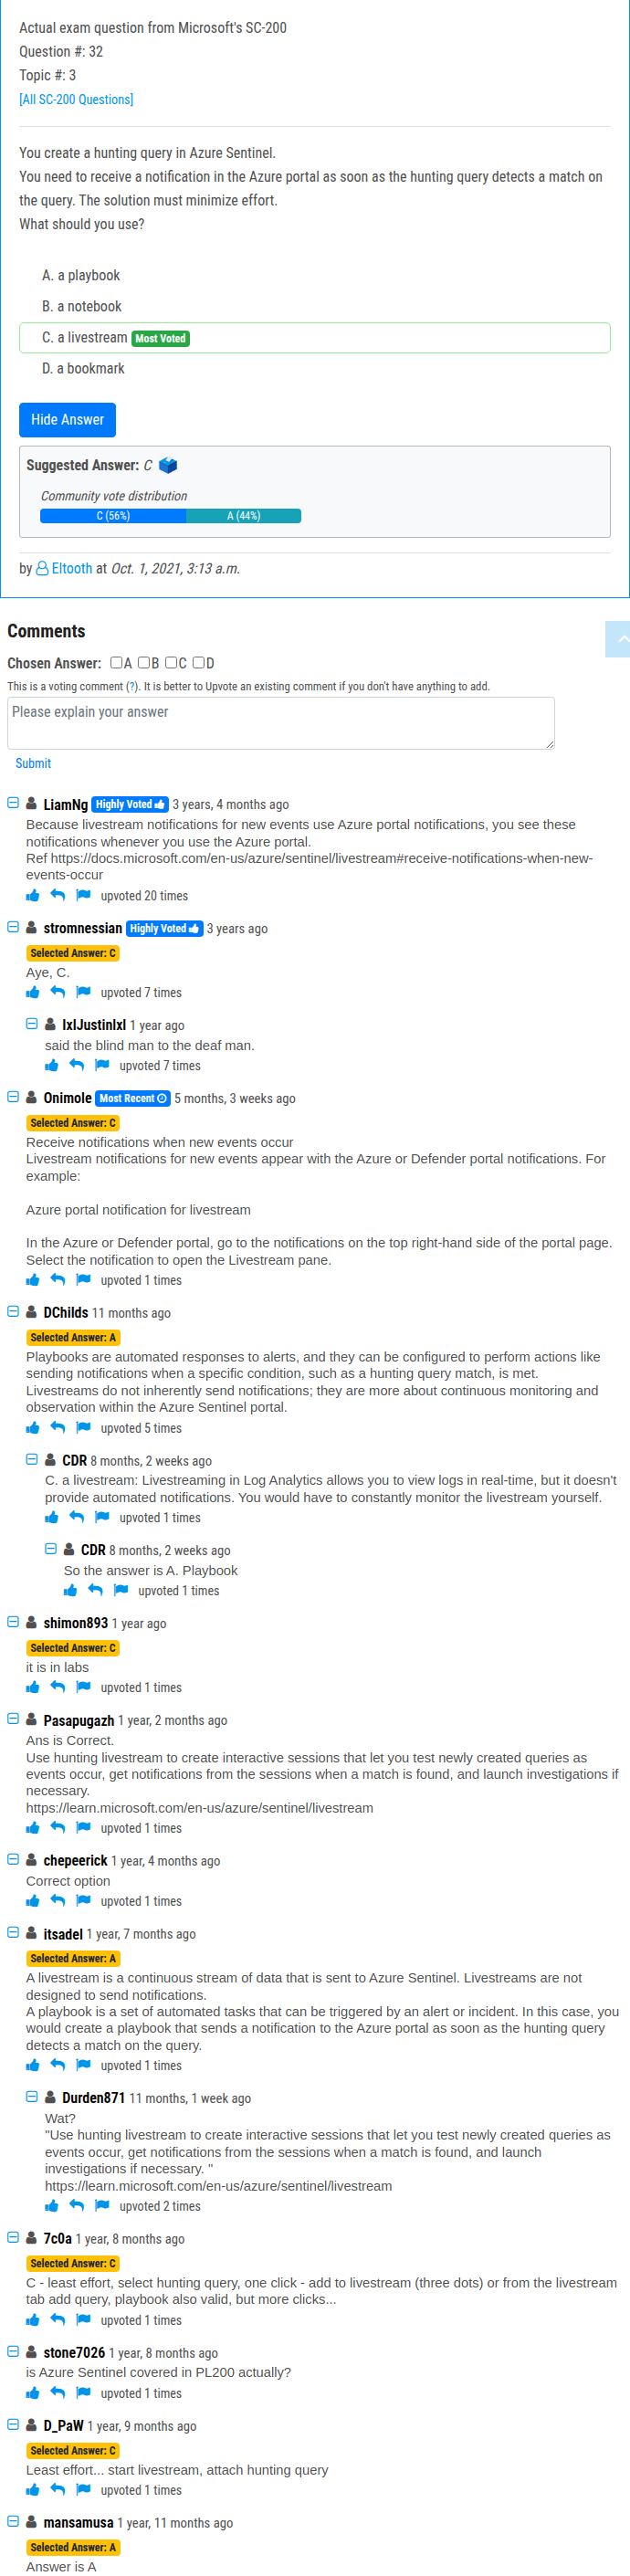 Actual exam question from Microsoft's SC-200
Question #: 32
Topic #: 3
[All SC-200 Questions]
You create a hunting query in Azure Sentinel.
You need to receive a notification in the Azure portal as soon as the hunting query detects a match on
the query. The solution must minimize effort.
What should you use?
A. a playbook
B. a notebook
C. a livestream Most Voted
D. a bookmark
Hide Answer
Suggested Answer: C
Community vote distribution
C (56%) A (44%)
by Eltooth at Oct. 1, 2021, 3:13 a.m.
Comments
Chosen Answer: A B C D
This is a voting comment (?). It is better to Upvote an existing comment if you don't have anything to add.
Please explain your answer
Submit
LiamNg Highly Voted 3 years, 4 months ago
Because livestream notifications for new events use Azure portal notifications, you see these
notifications whenever you use the Azure portal.
Ref https://docs.microsoft.com/en-us/azure/sentinel/livestream#receive-notifications-when-new-
events-occur
upvoted 20 times
stromnessian Highly Voted 3 years ago
Selected Answer: C
Aye, C.
upvoted 7 times
IxlJustinlxl 1 year ago
said the blind man to the deaf man.
upvoted 7 times
Onimole Most Recent 5 months, 3 weeks ago
Selected Answer: C
Receive notifications when new events occur
Livestream notifications for new events appear with the Azure or Defender portal notifications. For
example:
Azure portal notification for livestream
In the Azure or Defender portal, go to the notifications on the top right-hand side of the portal page.
Select the notification to open the Livestream pane.
upvoted 1 times
DChilds 11 months ago
Selected Answer: A
Playbooks are automated responses to alerts, and they can be configured to perform actions like
sending notifications when a specific condition, such as a hunting query match, is met.
Livestreams do not inherently send notifications; they are more about continuous monitoring and
observation within the Azure Sentinel portal.
upvoted 5 times
CDR 8 months, 2 weeks ago
C. a livestream: Livestreaming in Log Analytics allows you to view logs in real-time, but it doesn't
provide automated notifications. You would have to constantly monitor the livestream yourself.
upvoted 1 times
CDR 8 months, 2 weeks ago
So the answer is A. Playbook
upvoted 1 times
shimon893 1 year ago
Selected Answer: C
it is in labs
upvoted 1 times
Pasapugazh 1 year, 2 months ago
Ans is Correct.
Use hunting livestream to create interactive sessions that let you test newly created queries as
events occur, get notifications from the sessions when a match is found, and launch investigations if
necessary.
https://learn.microsoft.com/en-us/azure/sentinel/livestream
upvoted 1 times
chepeerick 1 year, 4 months ago
Correct option
upvoted 1 times
itsadel 1 year, 7 months ago
Selected Answer: A
A livestream is a continuous stream of data that is sent to Azure Sentinel. Livestreams are not
designed to send notifications.
A playbook is a set of automated tasks that can be triggered by an alert or incident. In this case, you
would create a playbook that sends a notification to the Azure portal as soon as the hunting query
detects a match on the query.
upvoted 1 times
Durden871 11 months, 1 week ago
Wat?
"Use hunting livestream to create interactive sessions that let you test newly created queries as
events occur, get notifications from the sessions when a match is found, and launch
investigations if necessary. "
https://learn.microsoft.com/en-us/azure/sentinel/livestream
upvoted 2 times
7c0a 1 year, 8 months ago
Selected Answer: C
C - least effort, select hunting query, one click - add to livestream (three dots) or from the livestream
tab add query, playbook also valid, but more clicks...
upvoted 1 times
stone7026 1 year, 8 months ago
is Azure Sentinel covered in PL200 actually?
upvoted 1 times
D_PaW 1 year, 9 months ago
Selected Answer: C
Least effort... start livestream, attach hunting query
upvoted 1 times
mansamusa 1 year, 11 months ago
Selected Answer: A
Answer is A